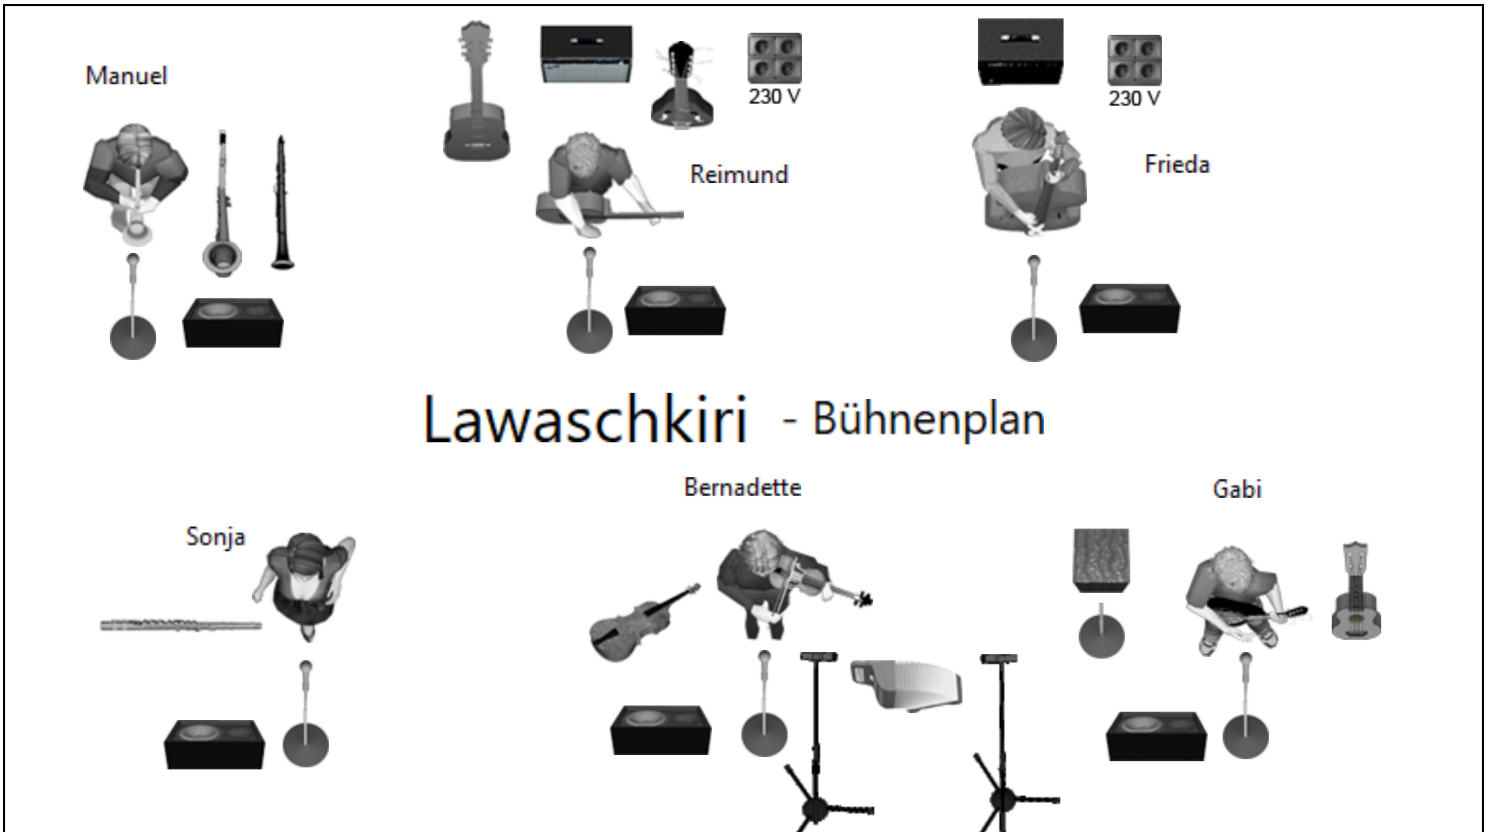 Manuel
230 V
230 V
Reimund
Frieda
Lawaschkiri - Bühnenplan
Bernadette
Gabi
Sonja